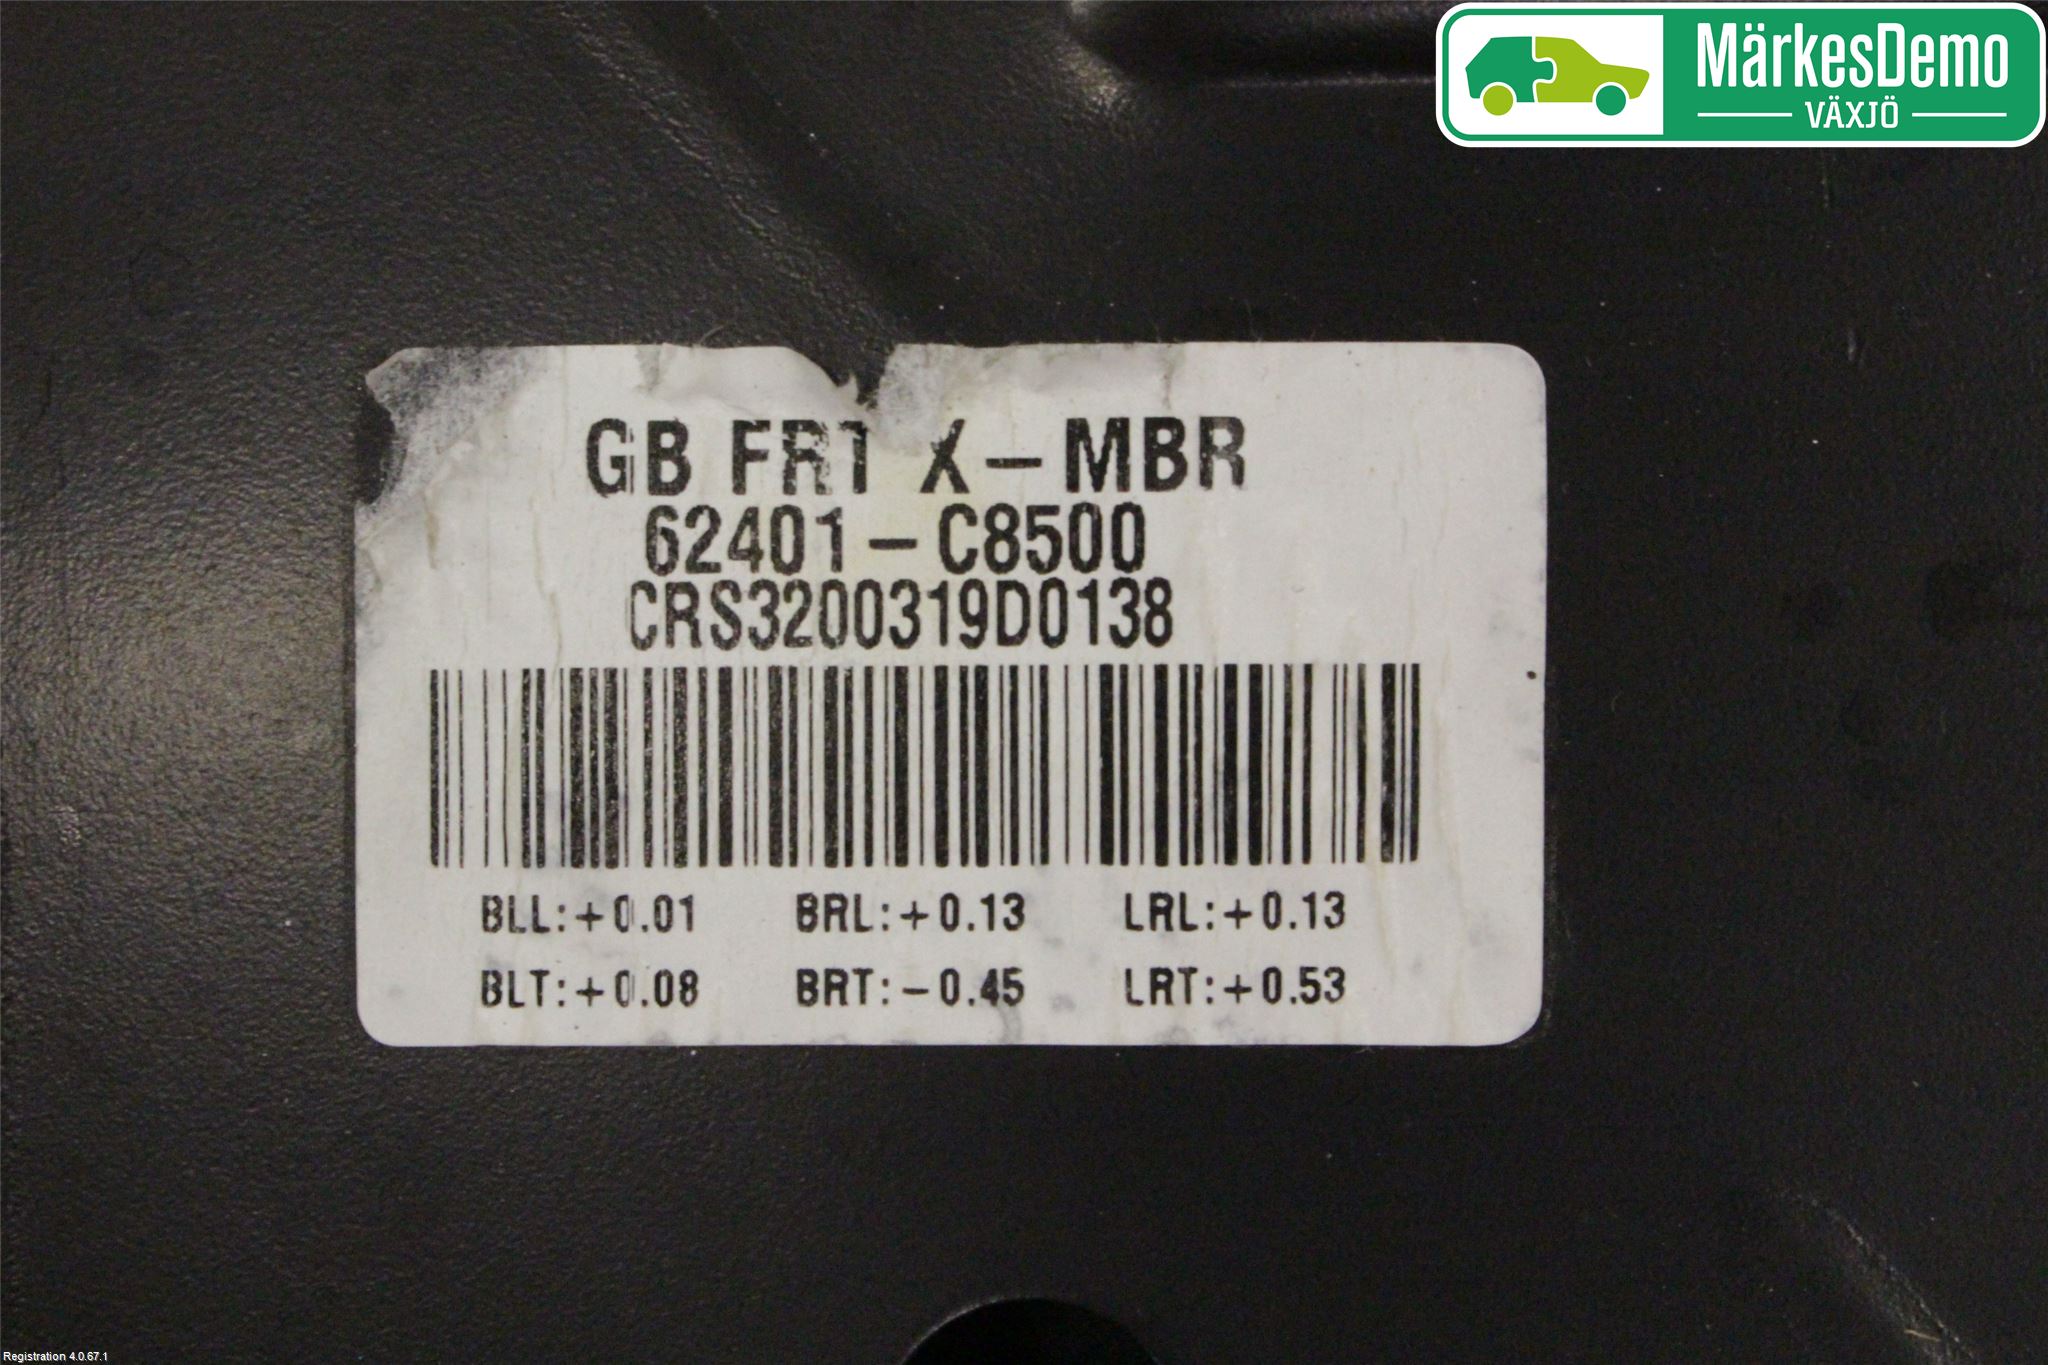 MärkesDemo
VÄXJÖ
GB FRT X-MBR
62401-C8500
CRS3200319D0138
BLL:+0.01 BRL:+0.13 LRL:+0.13
BLT:+0.08 BRT:-0.45 LRT:+0.53
Registration 4.0.67.1